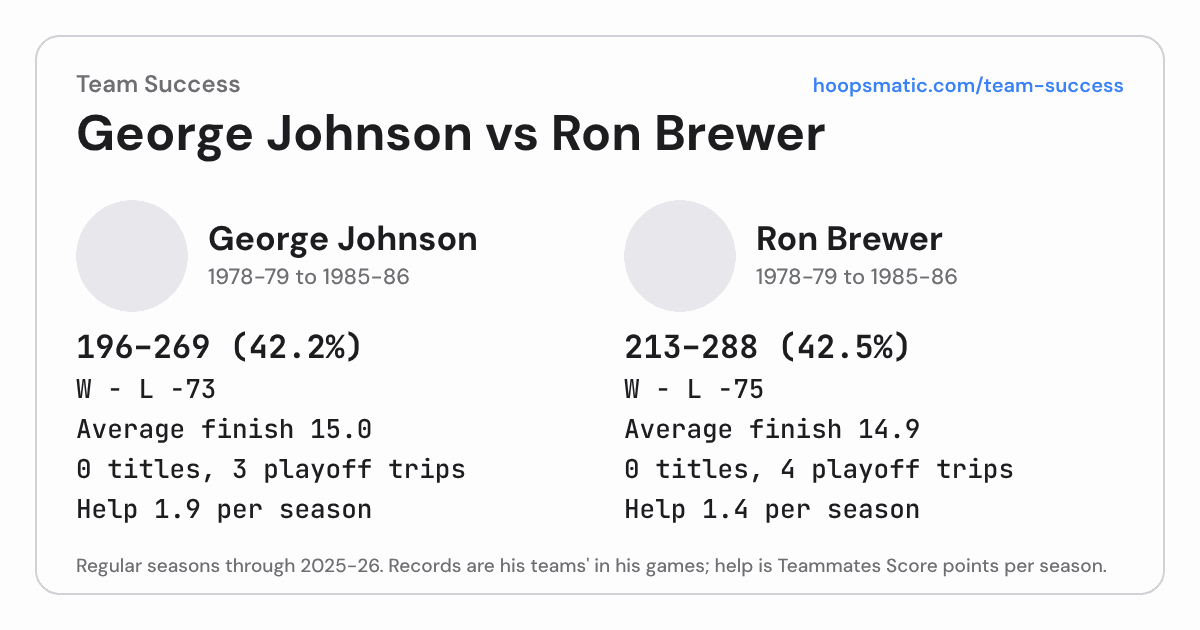 Team Success
hoopsmatic.com/team-success
George Johnson vs Ron Brewer
George Johnson
1978-79 to 1985-86
196-269 (42.2%)
W - L -73
Average finish 15.0
0 titles, 3 playoff trips
Help 1.9 per season
Ron Brewer
1978-79 to 1985-86
213-288 (42.5%)
W - L -75
Average finish 14.9
0 titles, 4 playoff trips
Help 1.4 per season
Regular seasons through 2025-26. Records are his teams' in his games; help is Teammates Score points per season.